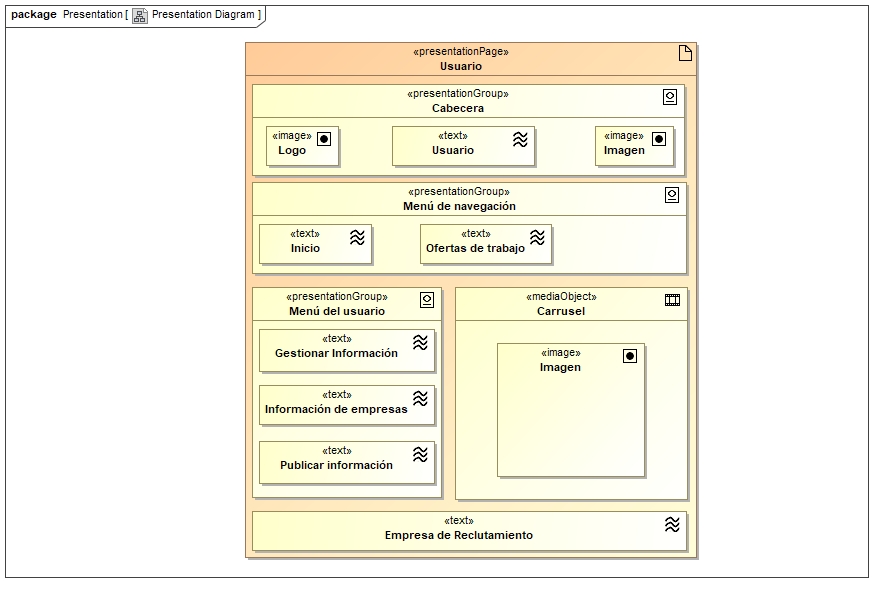 package Presentation [ Presentation Diagram ]
«presentationPage»
Usuario
«presentationGroup»
Cabecera
«image»
Logo
«text»
Usuario
«image»
Imagen
«presentationGroup»
Menú de navegación
«text»
Inicio
«text»
Ofertas de trabajo
«presentationGroup»
Menú del usuario
«text»
Gestionar Información
«text»
Información de empresas
«text»
Publicar información
«mediaObject»
Carrusel
«image»
Imagen
«text»
Empresa de Reclutamiento